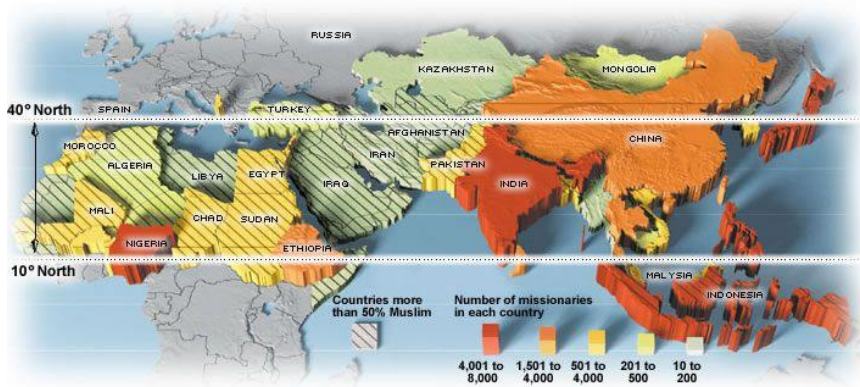 RUSSIA
KAZAKHSTAN
MONGOLIA
40° North
SPAIN
TURKEY
AFGHANISTAN
CHINA
MOROCCO
ALGERIA
LIBYA
EGYPT
IRAQ
IRAN
PAKISTAN
INDIA
MALI
CHAD
SUDAN
NIGERIA
ETHIOPIA
10° North
MALYSIA
INDONESIA
Countries more
than 50% Muslim
Number of missionaries
in each country
4,001 to 8,000
1,501 to 4,000
501 to 4,000
201 to 500
10 to 200